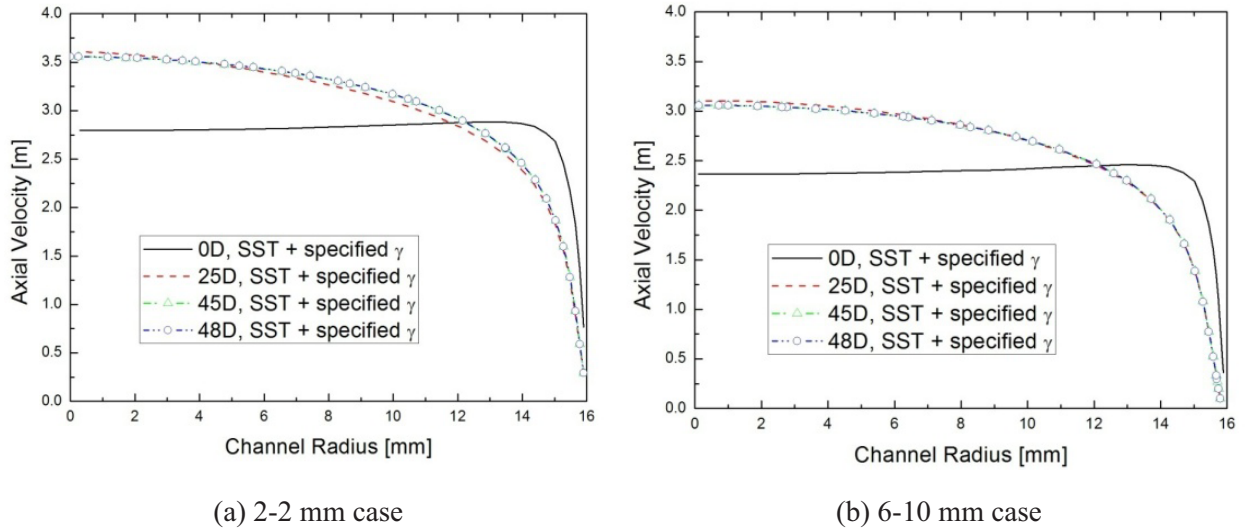 4.0
3.5
3.0
2.5
2.0
1.5
1.0
0.5
0.0
Axial Velocity [m]
0D, SST + specified γ
25D, SST + specified γ
45D, SST + specified γ
48D, SST + specified γ
0 2 4 6 8 10 12 14 16
Channel Radius [mm]
(a) 2-2 mm case
4.0
3.5
3.0
2.5
2.0
1.5
1.0
0.5
0.0
Axial Velocity [m]
0D, SST + specified γ
25D, SST + specified γ
45D, SST + specified γ
48D, SST + specified γ
0 2 4 6 8 10 12 14 16
Channel Radius [mm]
(b) 6-10 mm case